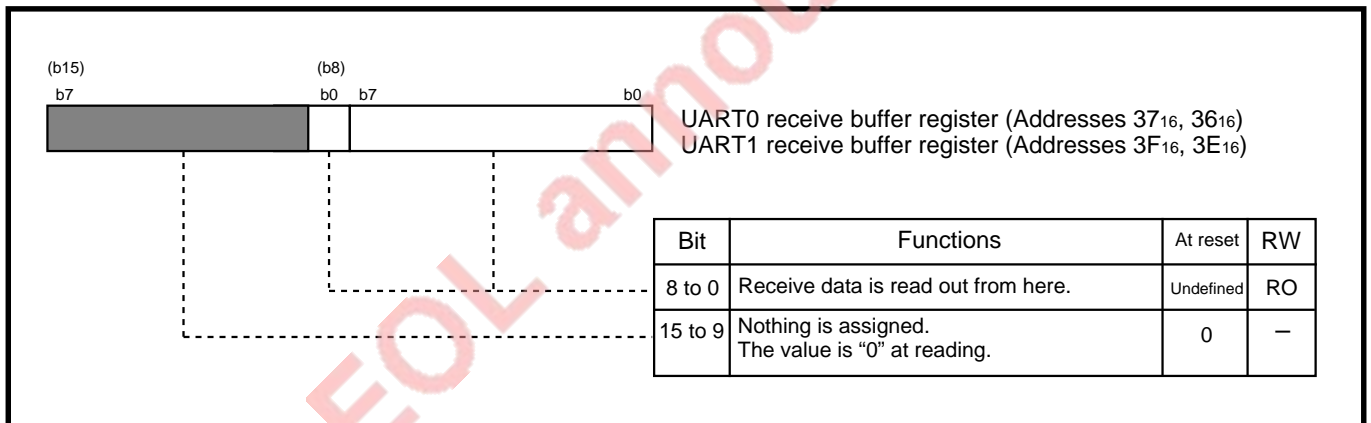 (b15) (b8)
b7 b0 b7 b0
UART0 receive buffer register (Addresses 3716, 3616)
UART1 receive buffer register (Addresses 3F16, 3E16)
Bit Functions At reset RW
8 to 0 Receive data is read out from here. Undefined RO
15 to 9 Nothing is assigned. 0 –
The value is “0” at reading.
EOL annou